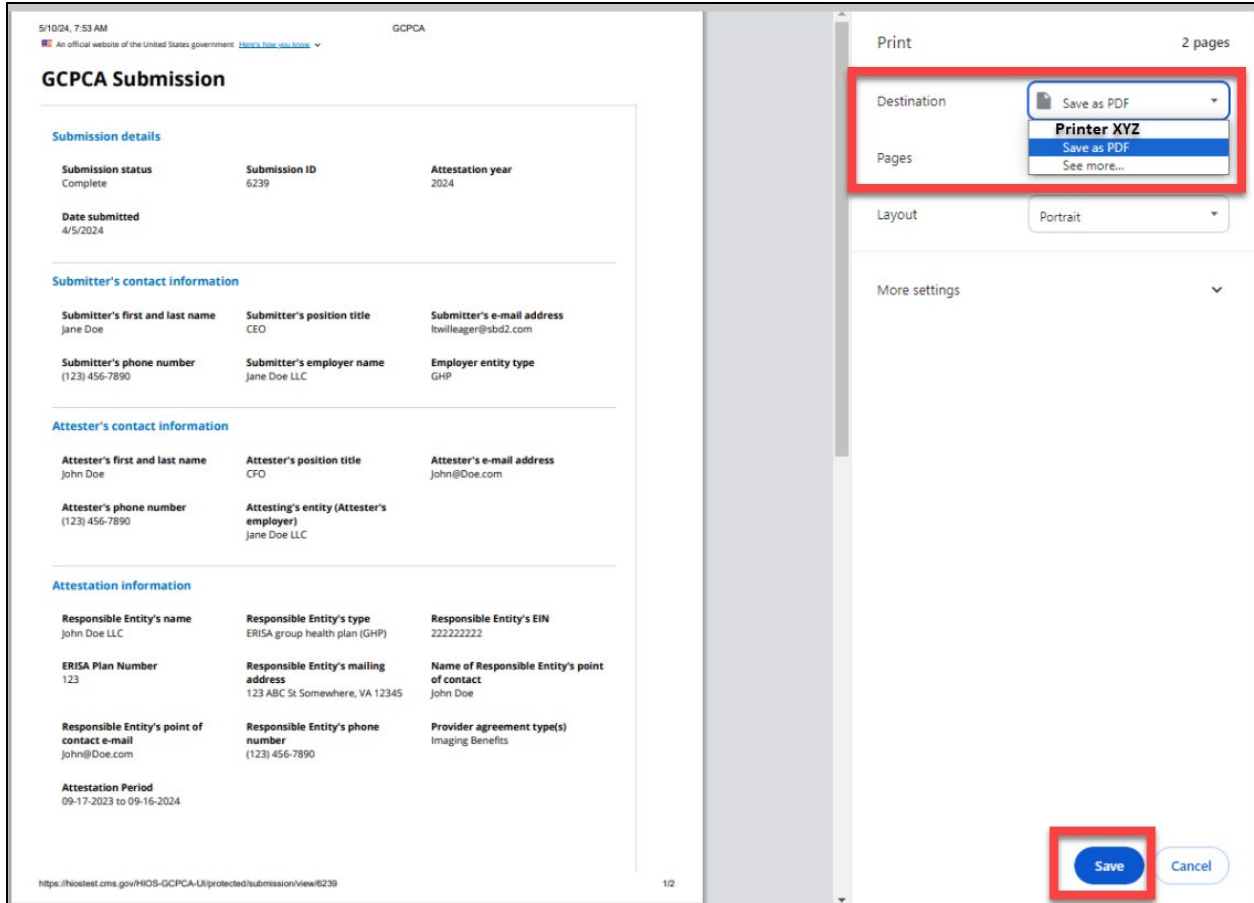 5/10/24, 7:53 AM GCPCA
An official website of the United States government Here's how you know
GCPCA Submission
Submission details
Submission status Submission ID Attestation year
Complete 6239 2024
Date submitted
4/5/2024
Submitter's contact information
Submitter's first and last name Submitter's position title Submitter's e-mail address
Jane Doe CEO ltwilleager@sbd2.com
Submitter's phone number Submitter's employer name Employer entity type
(123) 456-7890 Jane Doe LLC GHP
Attester's contact information
Attester's first and last name Attester's position title Attester's e-mail address
John Doe CFO John@Doe.com
Attester's phone number Attesting's entity (Attester's
(123) 456-7890 employer)
Jane Doe LLC
Attestation information
Responsible Entity's name Responsible Entity's type Responsible Entity's EIN
John Doe LLC ERISA group health plan (GHP) 222222222
ERISA Plan Number Responsible Entity's mailing Name of Responsible Entity's point
123 address of contact
123 ABC St Somewhere, VA 12345 John Doe
Responsible Entity's point of Responsible Entity's phone Provider agreement type(s)
contact e-mail number Imaging Benefits
John@Doe.com (123) 456-7890
Attestation Period
09-17-2023 to 09-16-2024
https://hiostest.cms.gov/HIOS-GCPCA-UI/protected/submission/view/6239 1/2
Print 2 pages
Destination Save as PDF
Printer XYZ
Save as PDF
Pages
See more...
Layout Portrait
More settings
Save Cancel